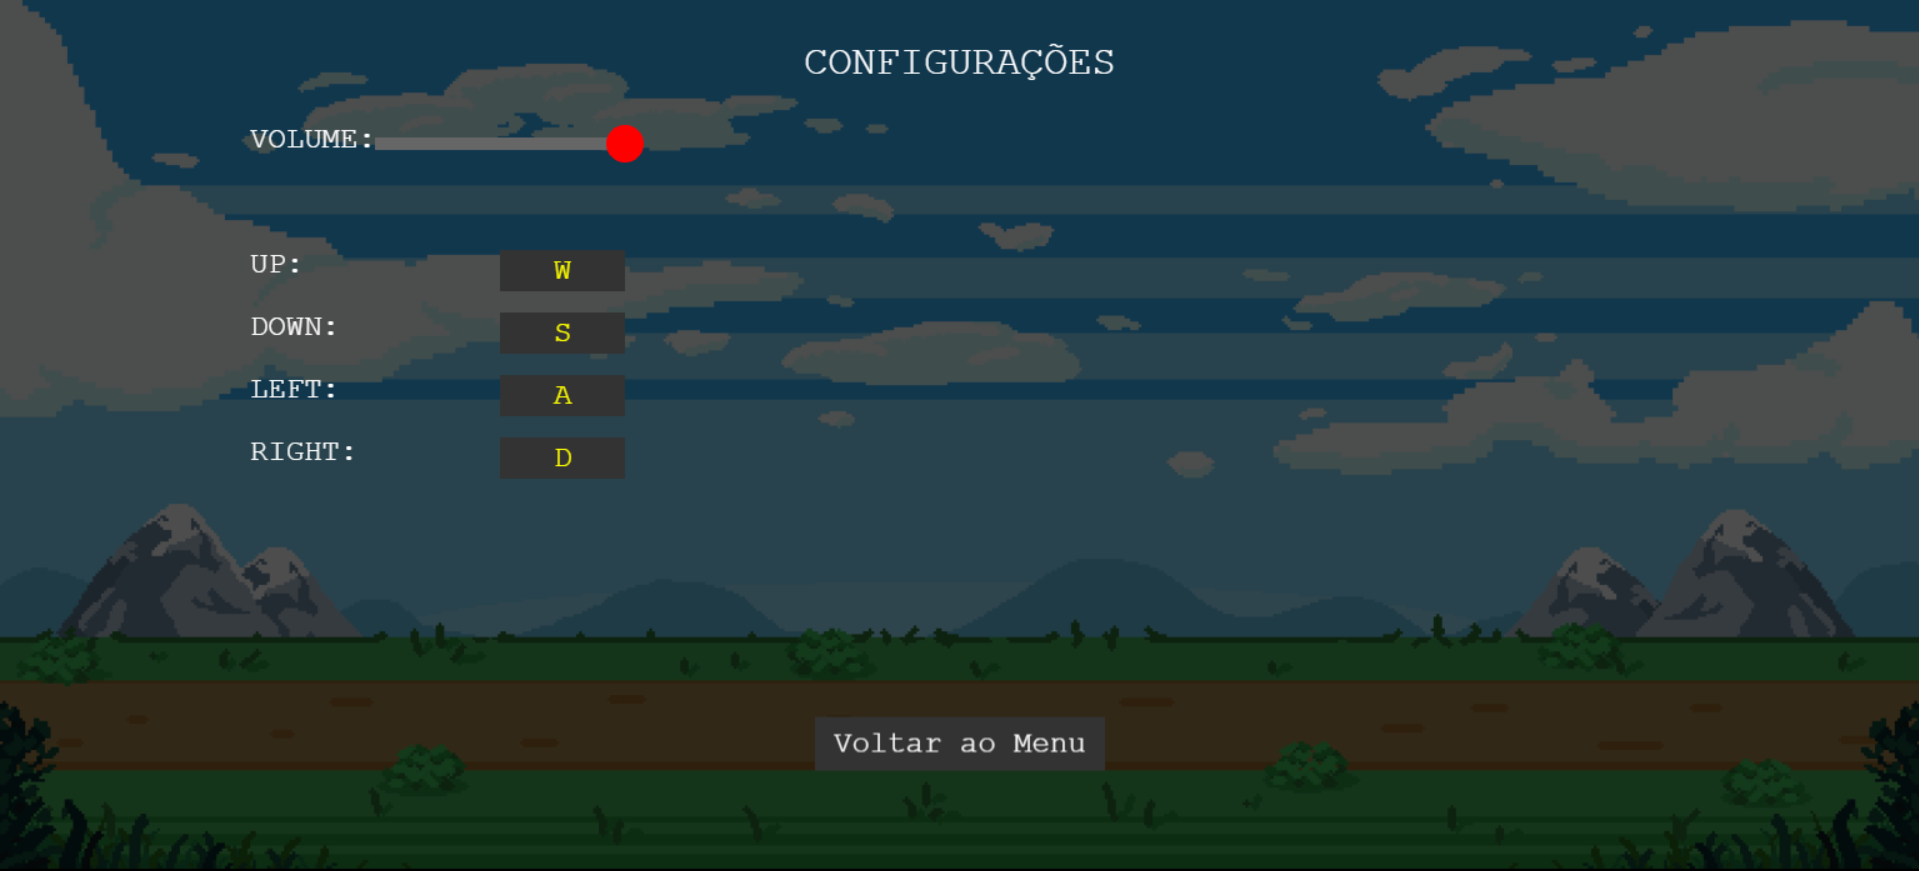 CONFIGURAÇÕES
VOLUME:
UP: W
DOWN: S
LEFT: A
RIGHT: D
Voltar ao Menu